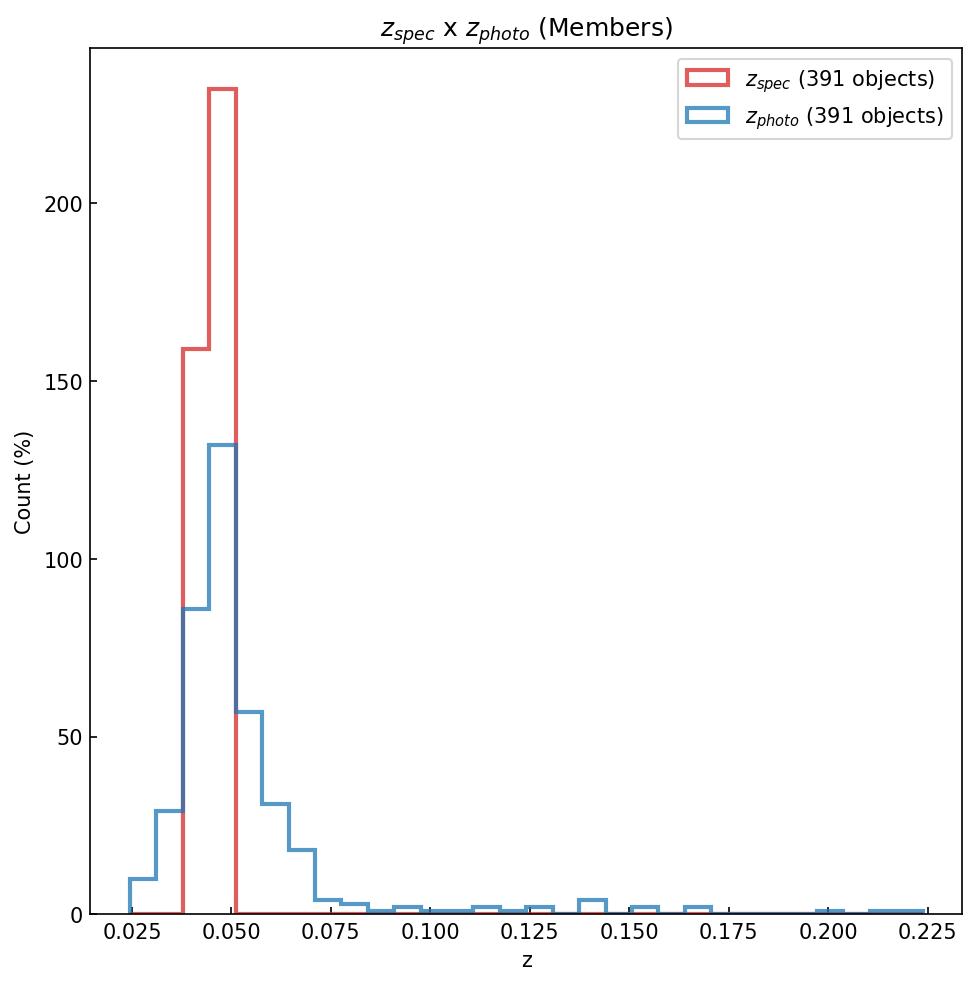 z_spec x z_photo (Members)
z_spec (391 objects)
z_photo (391 objects)
Count (%)
200
150
100
50
0
0.025 0.050 0.075 0.100 0.125 0.150 0.175 0.200 0.225
z